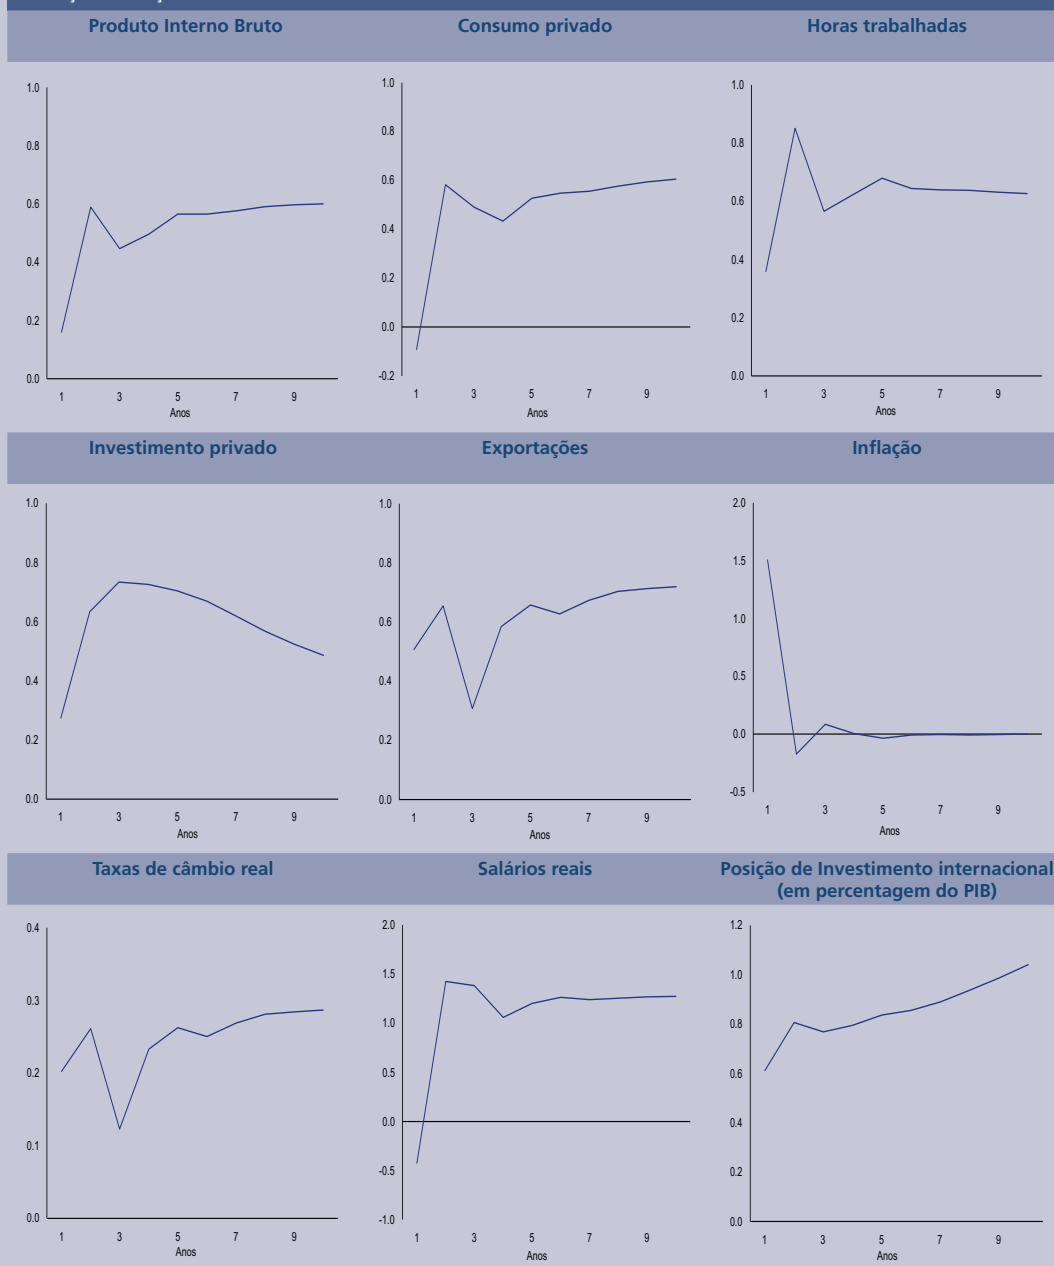 Produto Interno Bruto
Consumo privado
Horas trabalhadas
1.0
0.8
0.6
0.4
0.2
0.0
1 3 5 7 9
Anos
1.0
0.8
0.6
0.4
0.2
0.0
-0.2
1 3 5 7 9
Anos
1.0
0.8
0.6
0.4
0.2
0.0
1 3 5 7 9
Anos
Investimento privado
Exportações
Inflação
1.0
0.8
0.6
0.4
0.2
0.0
1 3 5 7 9
Anos
1.0
0.8
0.6
0.4
0.2
0.0
1 3 5 7 9
Anos
2.0
1.5
1.0
0.5
0.0
-0.5
1 3 5 7 9
Anos
Taxas de câmbio real
Salários reais
Posição de Investimento internacional
(em percentagem do PIB)
0.4
0.3
0.2
0.1
0.0
1 3 5 7 9
Anos
2.0
1.5
1.0
0.5
0.0
-0.5
-1.0
1 3 5 7 9
Anos
1.2
1.0
0.8
0.6
0.4
0.2
0.0
1 3 5 7 9
Anos